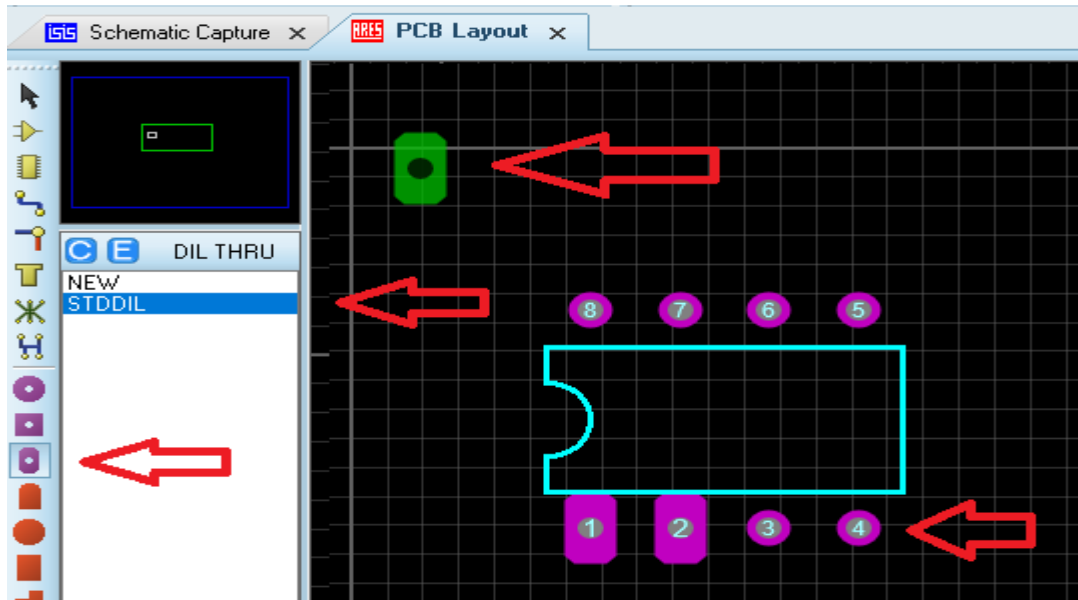 isis Schematic Capture ×
ARES PCB Layout ×
C E DIL THRU
NEW
STDDIL
8 7 6 5
1 2 3 4